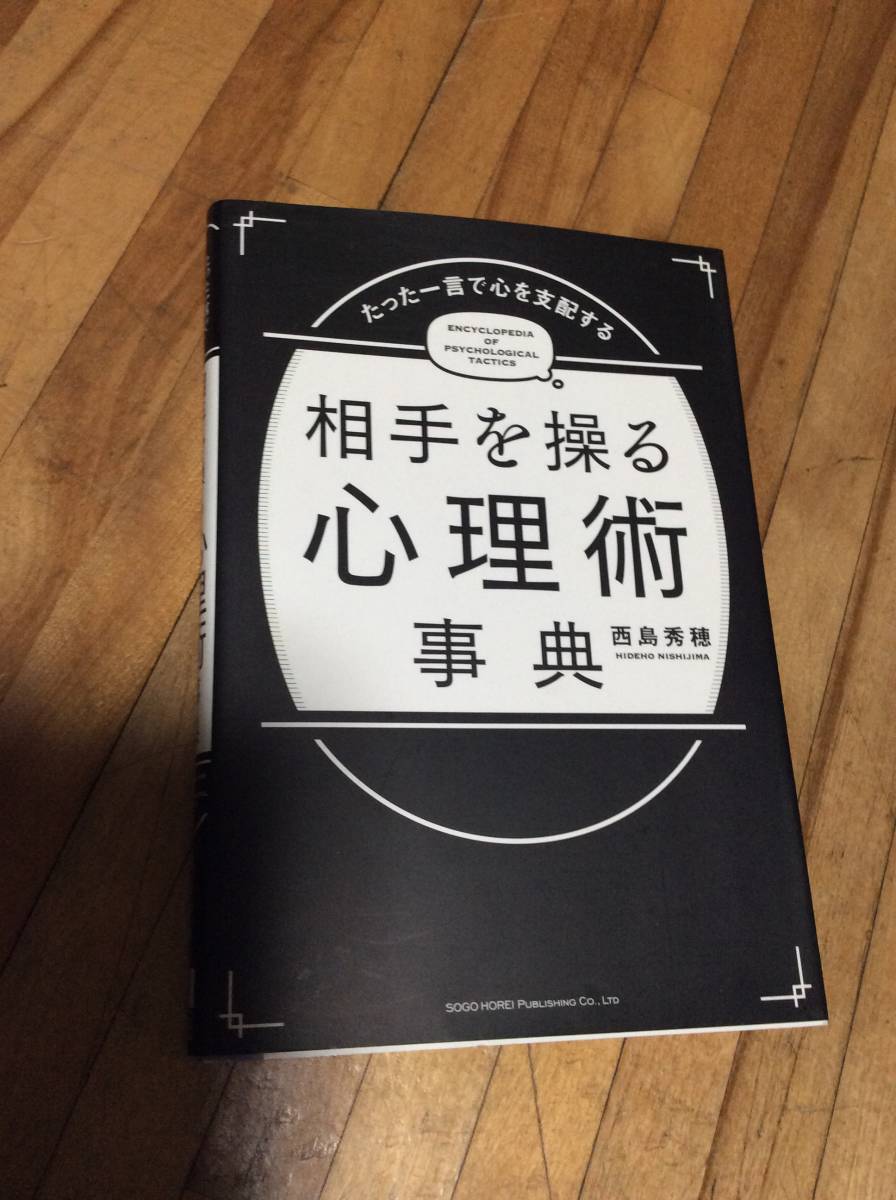 たった一言で心を支配する
ENCYCLOPEDIA
OF
PSYCHOLOGICAL
TACTICS
相手を操る
心理術
事典
西島秀穂
HIDEHO NISHIJIMA
SOGO HOREI PUBLISHING CO., LTD